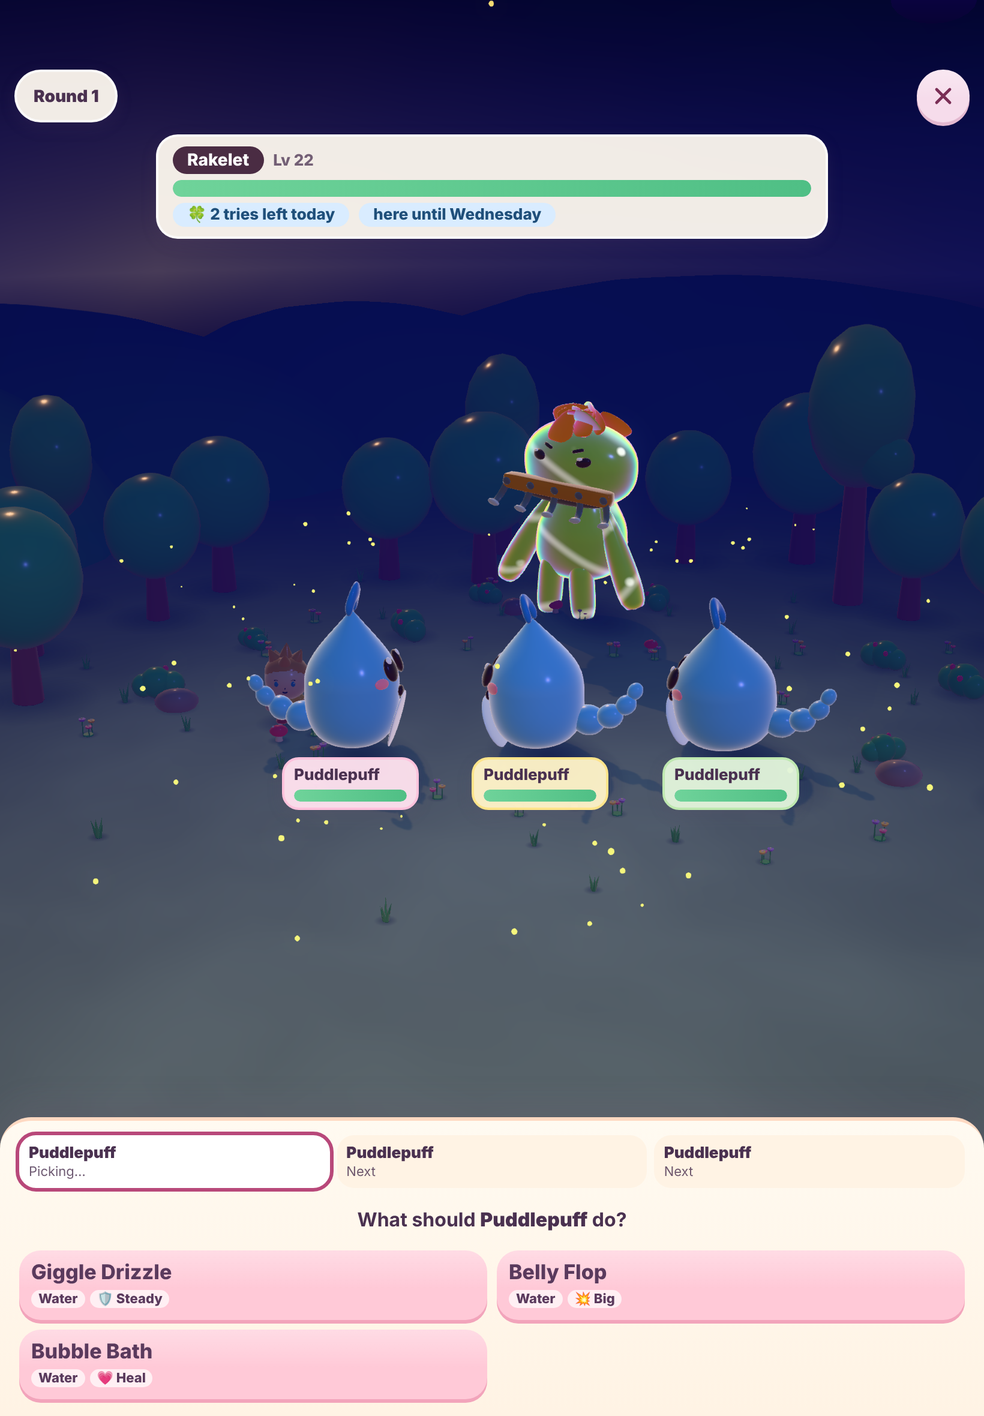 Round 1
Rakelet Lv 22
🍀 2 tries left today here until Wednesday
Puddlepuff
Puddlepuff
Puddlepuff
Puddlepuff
Picking...
Puddlepuff
Next
Puddlepuff
Next
What should Puddlepuff do?
Giggle Drizzle
Water 🛡️ Steady
Belly Flop
Water 💥 Big
Bubble Bath
Water 💗 Heal